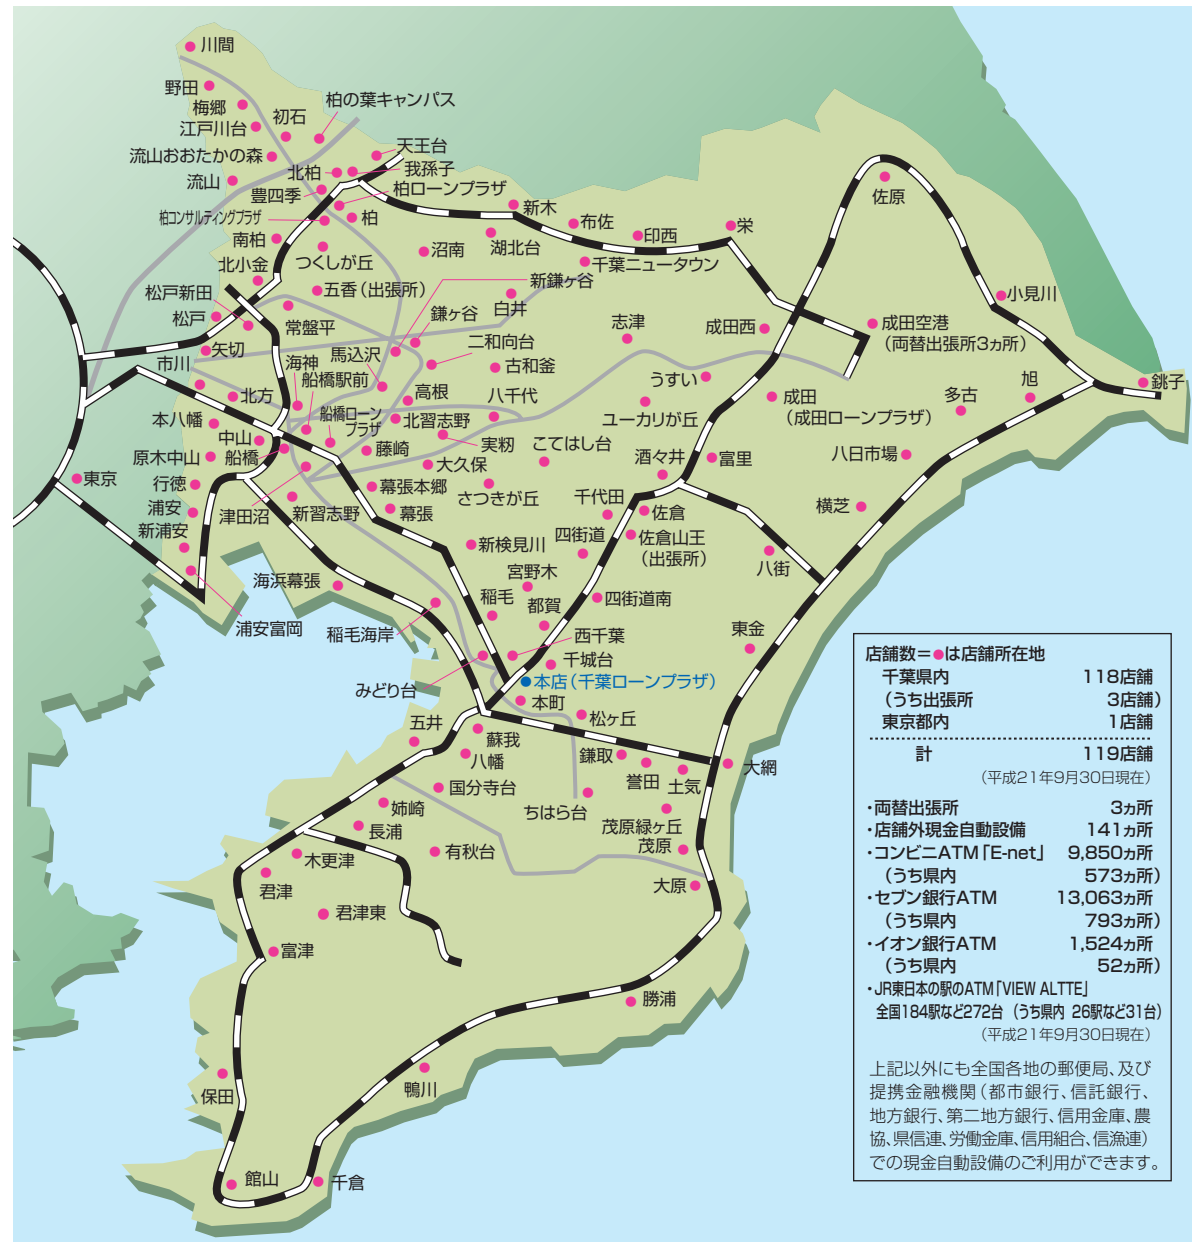 川間
野田
梅郷
江戸川台
初石
柏の葉キャンパス
流山おおたかの森
天王台
流山
北柏
我孫子
豊四季
柏ローンプラザ
柏コンサルティングプラザ
柏
新木
布佐
印西
栄
佐原
南柏
つくしが丘
沼南
湖北台
千葉ニュータウン
北小金
五香(出張所)
新鎌ヶ谷
白井
小見川
松戸新田
松戸
常盤平
鎌ヶ谷
志津
成田西
成田空港
(両替出張所3ヵ所)
矢切
二和向台
市川
海神
馬込沢
古和釜
船橋駅前
うすい
旭
銚子
北方
高根
八千代
ユーカリが丘
成田
(成田ローンプラザ)
多古
本八幡
船橋ローン
プラザ
北習志野
中山
実籾
こてはし台
原木中山
船橋
藤崎
大久保
酒々井
富里
八日市場
東京
行徳
幕張本郷
さつきが丘
千代田
浦安
津田沼
新習志野
幕張
佐倉
横芝
新浦安
新検見川
四街道
佐倉山王
(出張所)
八街
海浜幕張
宮野木
四街道南
浦安富岡
稲毛海岸
稲毛
都賀
西千葉
東金
千城台
みどり台
本店(千葉ローンプラザ)
本町
松ヶ丘
五井
蘇我
八幡
鎌取
誉田
土気
大網
国分寺台
ちはら台
姉崎
茂原緑ヶ丘
長浦
茂原
木更津
有秋台
君津
大原
君津東
富津
勝浦
保田
鴨川
館山
千倉
店舗数=●は店舗所在地
千葉県内 118店舗
(うち出張所 3店舗)
東京都内 1店舗
計 119店舗
(平成21年9月30日現在)
・両替出張所 3ヵ所
・店舗外現金自動設備 141ヵ所
・コンビニATM「E-net」 9,850ヵ所
(うち県内 573ヵ所)
・セブン銀行ATM 13,063ヵ所
(うち県内 793ヵ所)
・イオン銀行ATM 1,524ヵ所
(うち県内 52ヵ所)
・JR東日本の駅のATM「VIEW ALTTE」
全国184駅など272台(うち県内 26駅など31台)
(平成21年9月30日現在)
上記以外にも全国各地の郵便局、及び
提携金融機関(都市銀行、信託銀行、
地方銀行、第二地方銀行、信用金庫、農
協、県信連、労働金庫、信用組合、信漁連)
での現金自動設備のご利用ができます。